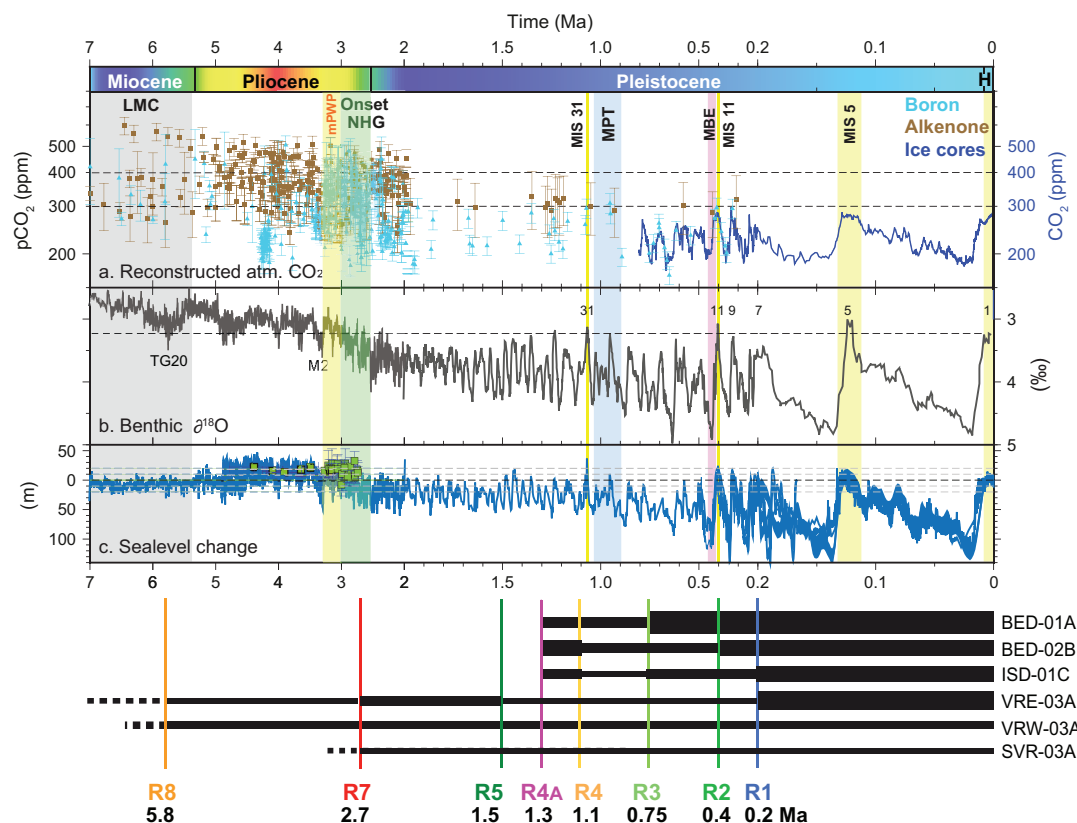 Time (Ma)
7 6 5 4 3 2 1.5 1.0 0.5 0.2 0.1 0
Miocene Pliocene Pleistocene H
LMC mPWP Onset NHG MIS 31 MPT MBE MIS 11 MIS 5
Boron
Alkenone
Ice cores
pCO₂ (ppm)
500
400 400
300 300
200 200
CO₂ (ppm)
a. Reconstructed atm. CO₂
31 11 9 7 5 1
3
4
5
(‰)
TG20 M2
b. Benthic ∂¹⁸O
50
0
50
100
(m)
c. Sealevel change
7 6 5 4 3 2 1.5 1.0 0.5 0.2 0.1 0
BED-01A
BED-02B
ISD-01C
VRE-03A
VRW-03A
SVR-03A
R8 R7 R5 R4A R4 R3 R2 R1
5.8 2.7 1.5 1.3 1.1 0.75 0.4 0.2 Ma